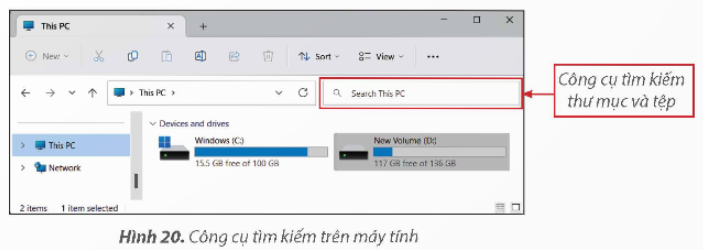 This PC
New
Sort
View
This PC
Search This PC
Công cụ tìm kiếm
thư mục và tệp
Devices and drives
This PC
Network
Windows (C:)
15.5 GB free of 100 GB
New Volume (D:)
117 GB free of 136 GB
2 items 1 item selected
Hình 20. Công cụ tìm kiếm trên máy tính